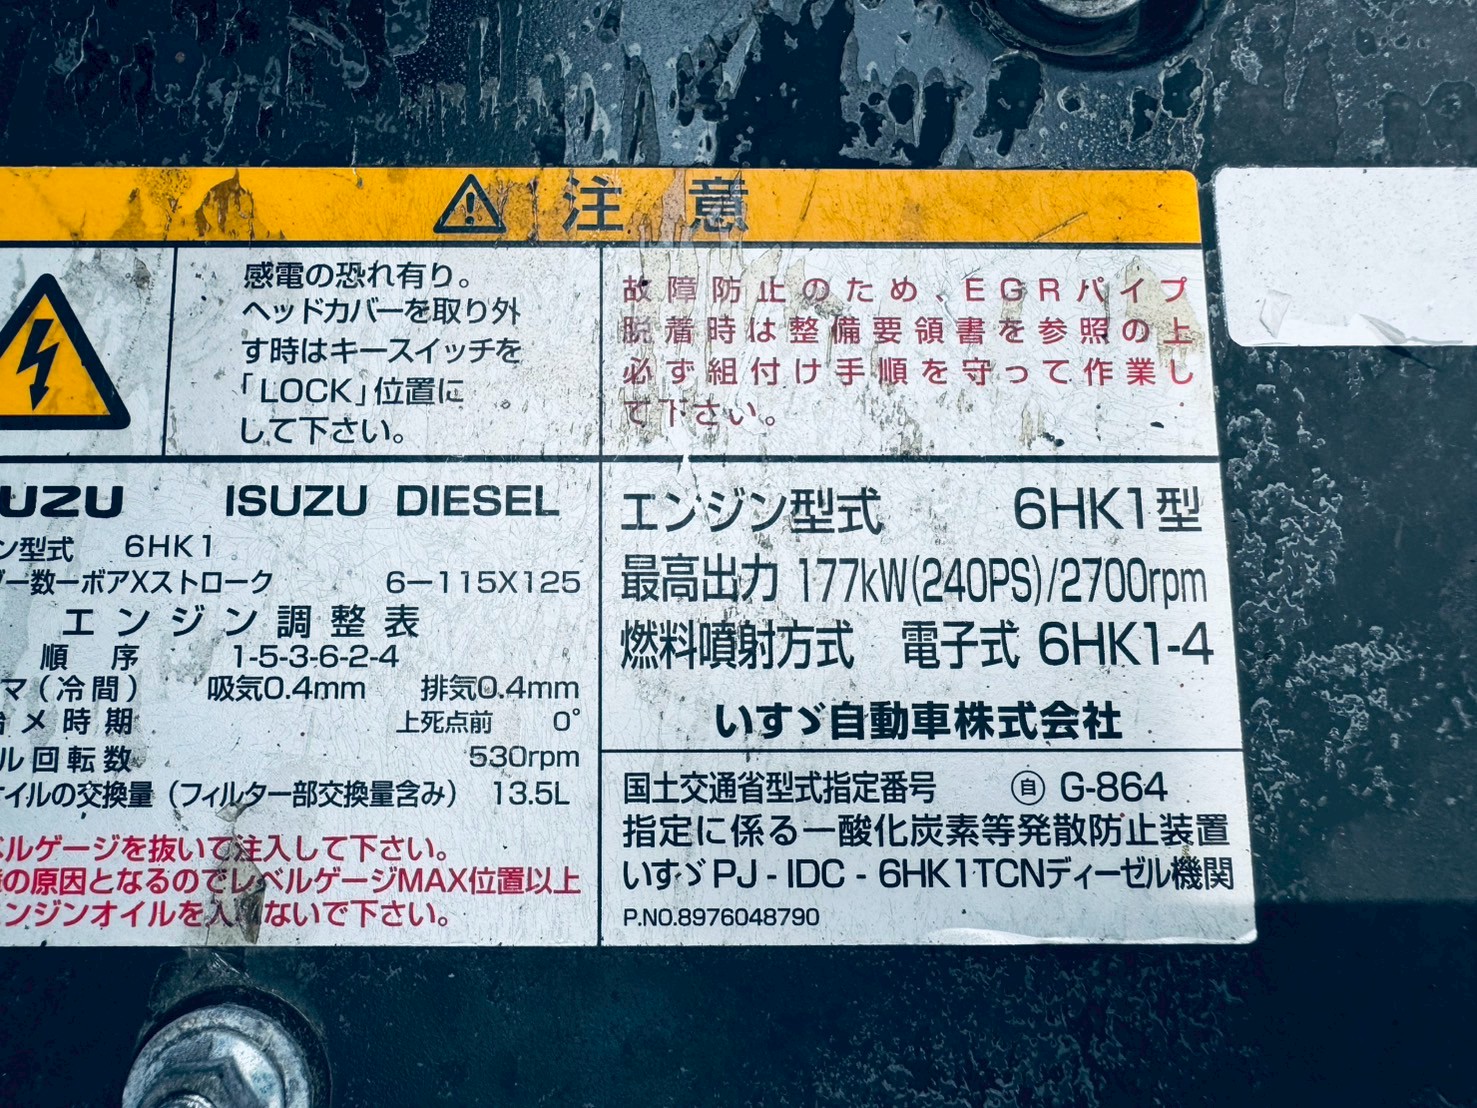 注意
感電の恐れ有り。
ヘッドカバーを取り外
す時はキースイッチを
「LOCK」位置に
して下さい。
故障防止のため、EGRパイプ
脱着時は整備要領書を参照の上
必ず組付け手順を守って作業し
て下さい。
UZU ISUZU DIESEL
ン型式 6HK1
ダー数ーボアXストローク 6ー115X125
エンジン調整表
順序 1-5-3-6-2-4
マ(冷間) 吸気0.4mm 排気0.4mm
メ時期 上死点前 0°
ル回転数 530rpm
イルの交換量(フィルター部交換量含み) 13.5L
ルゲージを抜いて注入して下さい。
の原因となるのでレベルゲージMAX位置以上
ンジンオイルを入 ないで下さい。
エンジン型式 6HK1型
最高出力 177kW(240PS)/2700rpm
燃料噴射方式 電子式 6HK1-4
いすゞ自動車株式会社
国土交通省型式指定番号 ㊀自 G-864
指定に係る一酸化炭素等発散防止装置
いすゞPJ-IDC-6HK1TCNディーゼル機関
P.NO.8976048790